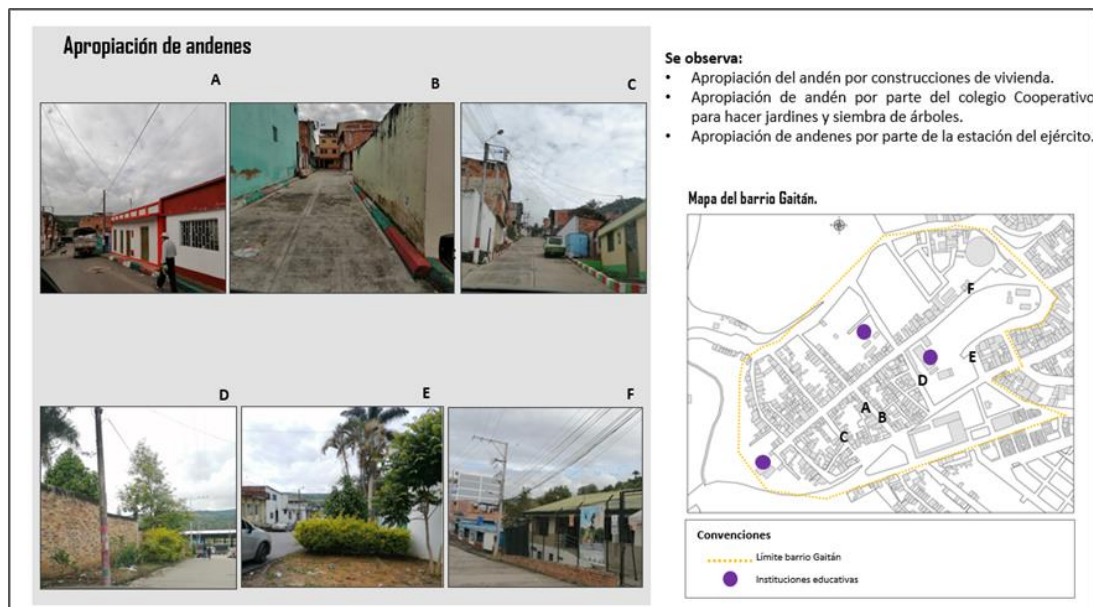 Apropiación de andenes
A
B
C
D
E
F
Se observa:
• Apropiación del andén por construcciones de vivienda.
• Apropiación de andén por parte del colegio Cooperativo
para hacer jardines y siembra de árboles.
• Apropiación de andenes por parte de la estación del ejército.
Mapa del barrio Gaitán.
F
E
D
A
B
C
Convenciones
Límite barrio Gaitán
Instituciones educativas